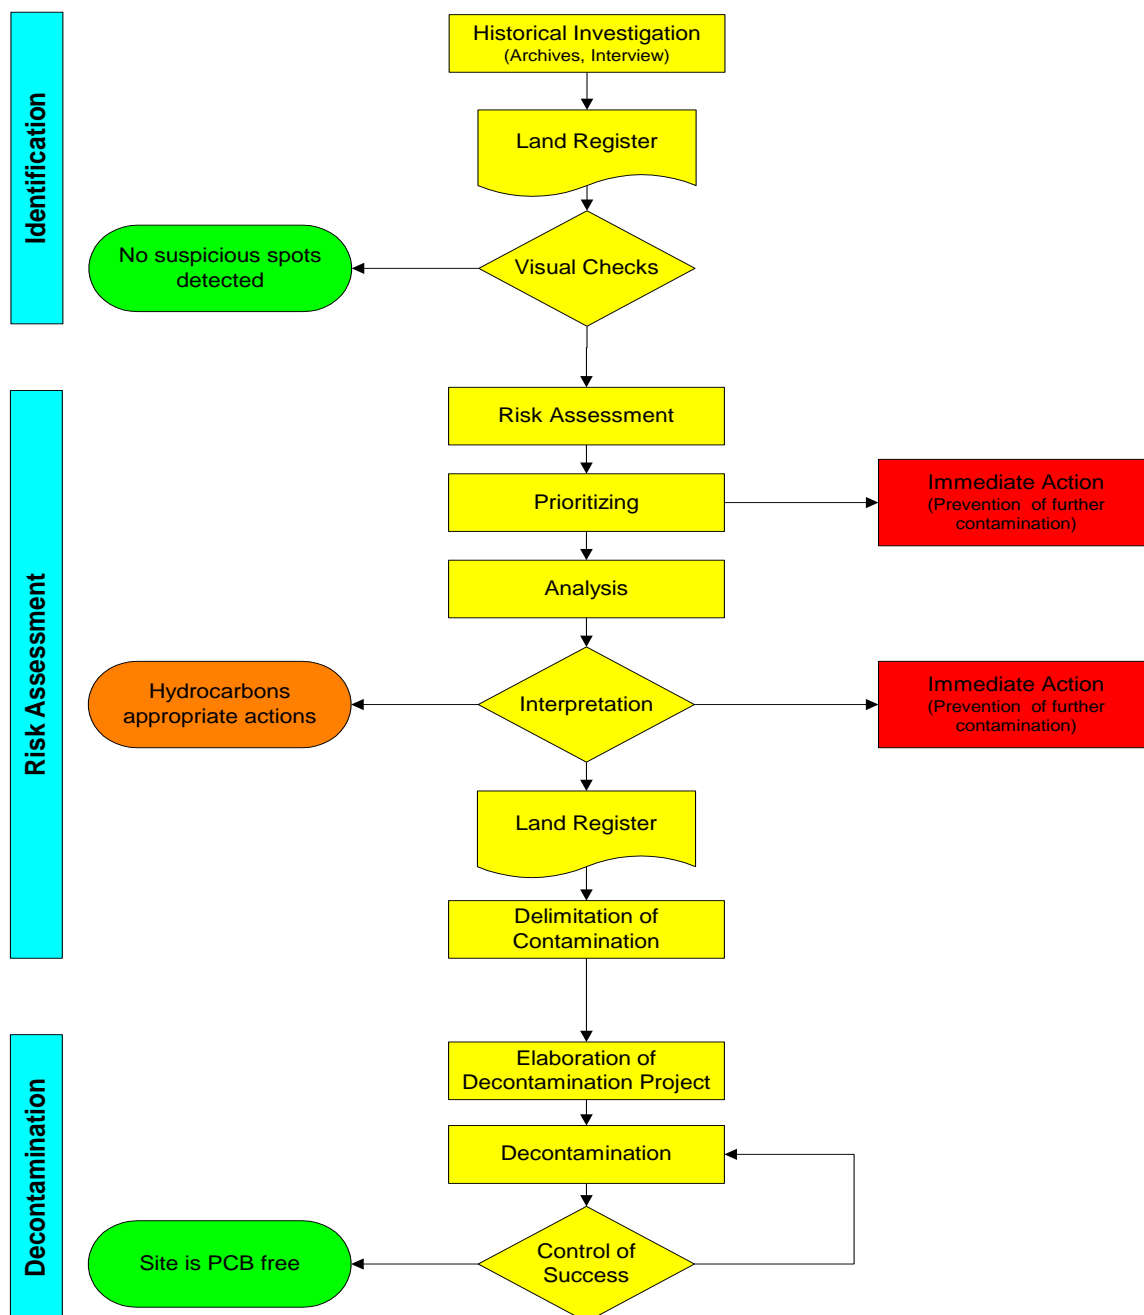 Identification
Historical Investigation
(Archives, Interview)
Land Register
No suspicious spots
detected
Visual Checks
Risk Assessment
Risk Assessment
Prioritizing
Immediate Action
(Prevention of further
contamination)
Analysis
Hydrocarbons
appropriate actions
Interpretation
Immediate Action
(Prevention of further
contamination)
Land Register
Delimitation of
Contamination
Decontamination
Elaboration of
Decontamination Project
Decontamination
Site is PCB free
Control of
Success